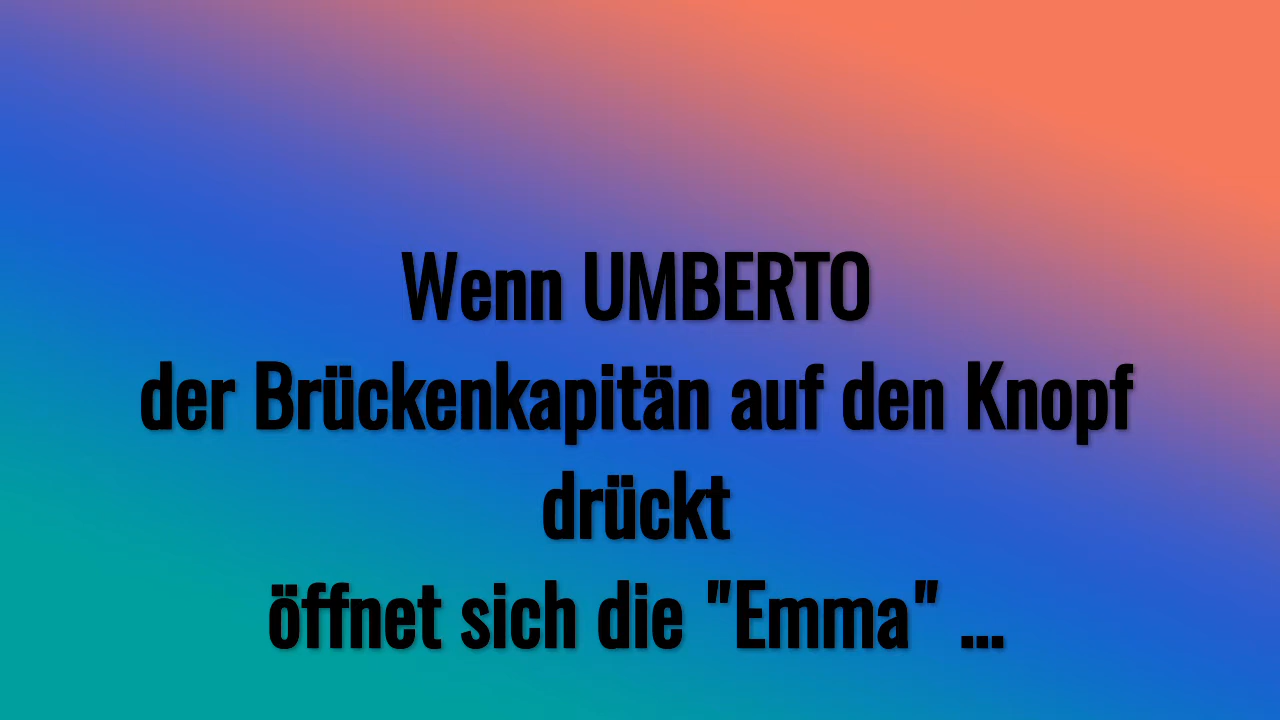 Wenn UMBERTO
der Brückenkapitän auf den Knopf
drückt
öffnet sich die "Emma" ...